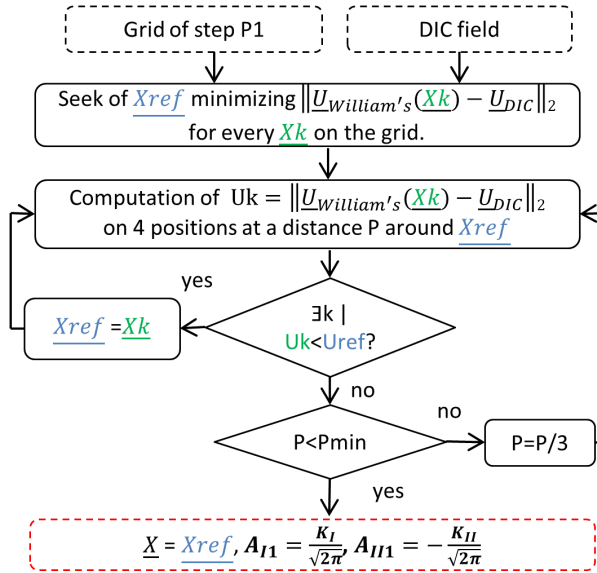 Grid of step P1
DIC field
Seek of Xref minimizing ‖U_William's(Xk) − U_DIC‖₂
for every Xk on the grid.
Computation of Uk = ‖U_William's(Xk) − U_DIC‖₂
on 4 positions at a distance P around Xref
yes
∃k |
Uk<Uref?
Xref =Xk
no
P<Pmin
no
P=P/3
yes
X = Xref, A_I1 = K_I/√2π, A_II1 = − K_II/√2π